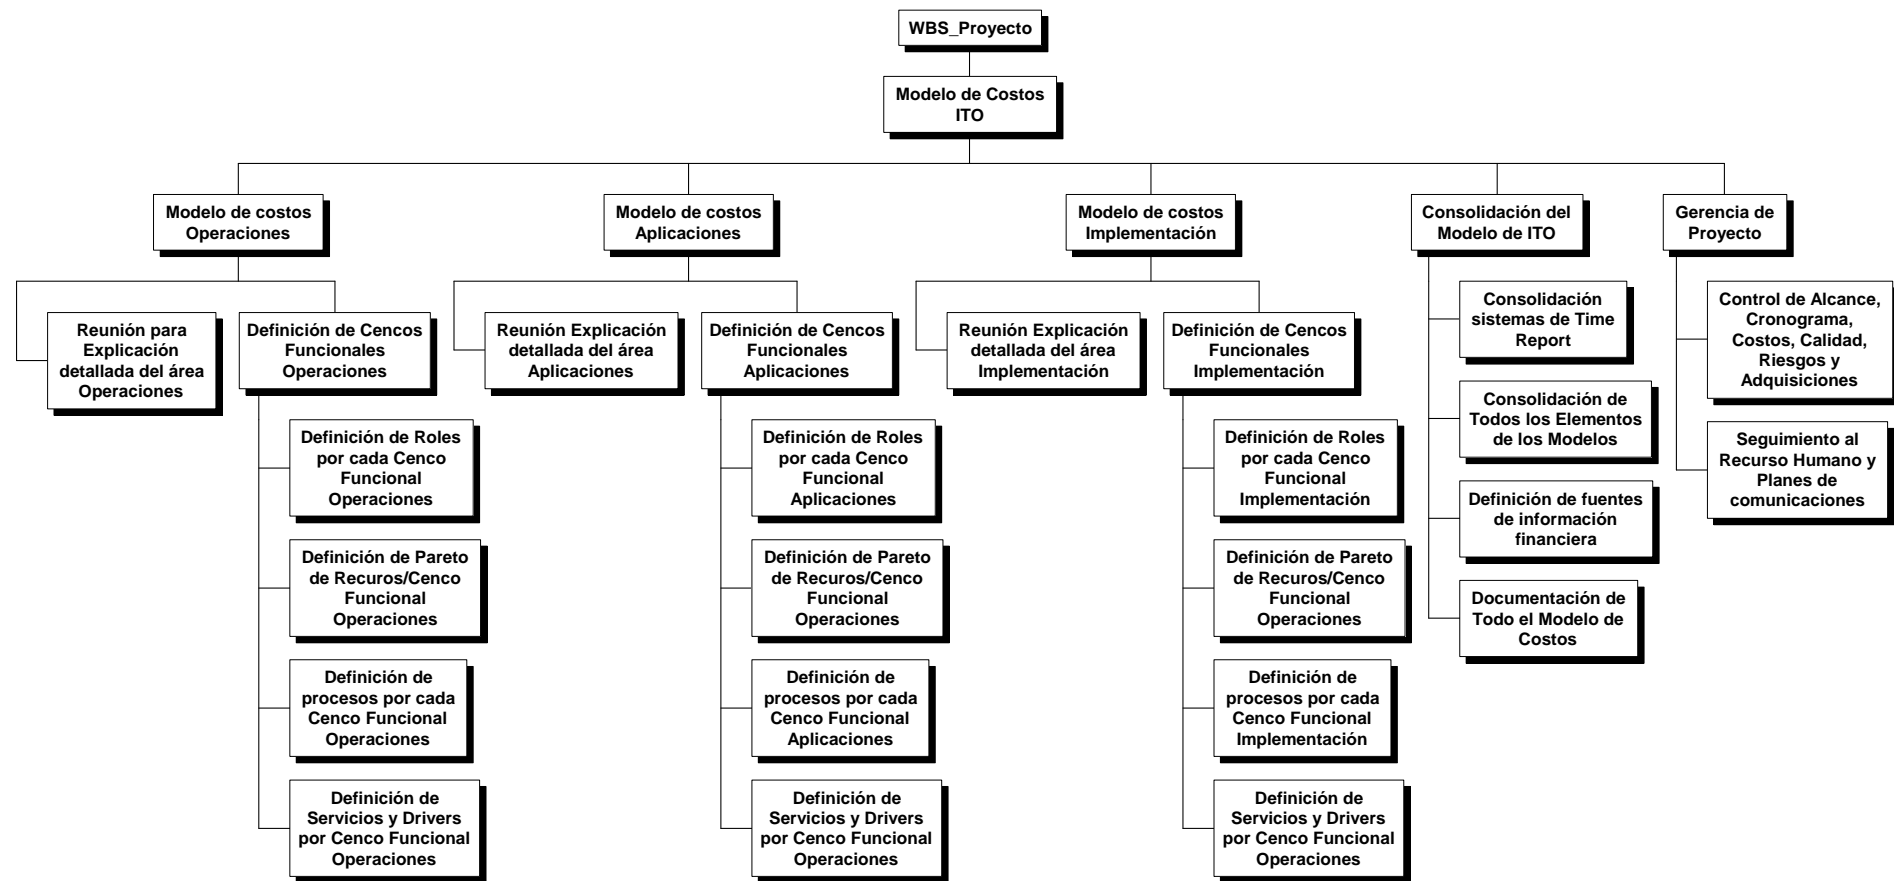 WBS_Proyecto
Modelo de Costos
ITO
Modelo de costos
Operaciones
Modelo de costos
Aplicaciones
Modelo de costos
Implementación
Consolidación del
Modelo de ITO
Gerencia de
Proyecto
Reunión para
Explicación
detallada del área
Operaciones
Definición de Cencos
Funcionales
Operaciones
Definición de Roles
por cada Cenco
Funcional
Operaciones
Definición de Pareto
de Recuros/Cenco
Funcional
Operaciones
Definición de
procesos por cada
Cenco Funcional
Operaciones
Definición de
Servicios y Drivers
por Cenco Funcional
Operaciones
Reunión Explicación
detallada del área
Aplicaciones
Definición de Cencos
Funcionales
Aplicaciones
Definición de Roles
por cada Cenco
Funcional
Aplicaciones
Definición de Pareto
de Recuros/Cenco
Funcional
Operaciones
Definición de
procesos por cada
Cenco Funcional
Aplicaciones
Definición de
Servicios y Drivers
por Cenco Funcional
Operaciones
Reunión Explicación
detallada del área
Implementación
Definición de Cencos
Funcionales
Implementación
Definición de Roles
por cada Cenco
Funcional
Implementación
Definición de Pareto
de Recuros/Cenco
Funcional
Operaciones
Definición de
procesos por cada
Cenco Funcional
Implementación
Definición de
Servicios y Drivers
por Cenco Funcional
Operaciones
Consolidación
sistemas de Time
Report
Consolidación de
Todos los Elementos
de los Modelos
Definición de fuentes
de información
financiera
Documentación de
Todo el Modelo de
Costos
Control de Alcance,
Cronograma,
Costos, Calidad,
Riesgos y
Adquisiciones
Seguimiento al
Recurso Humano y
Planes de
comunicaciones